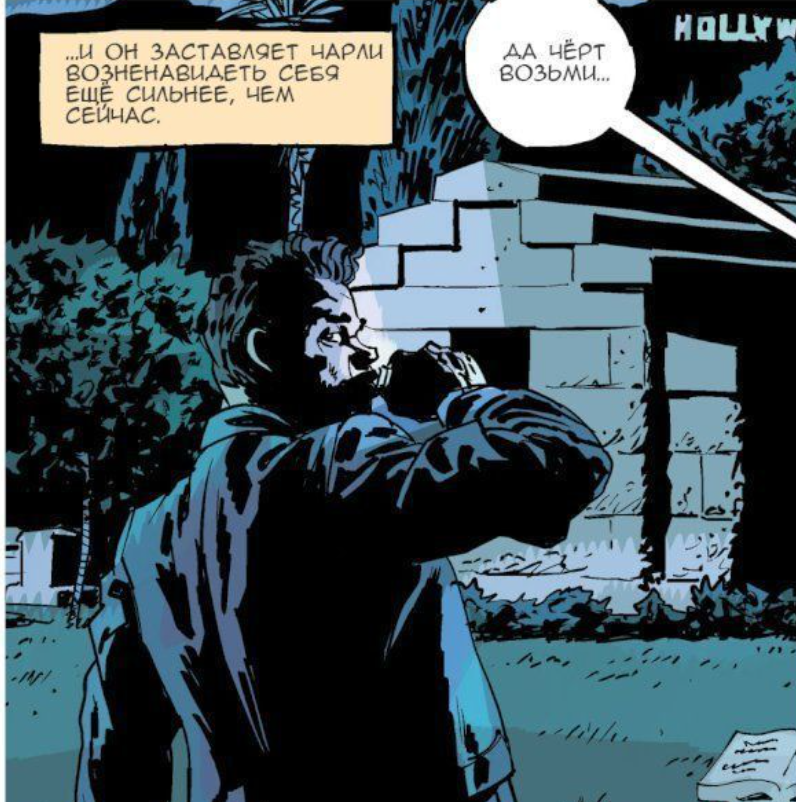 ...И ОН ЗАСТАВЛЯЕТ ЧАРЛИ
ВОЗНЕНАВИДЕТЬ СЕБЯ
ЕЩЁ СИЛЬНЕЕ, ЧЕМ
СЕЙЧАС.
ДА ЧЁРТ
ВОЗЬМИ...
HOLLYW